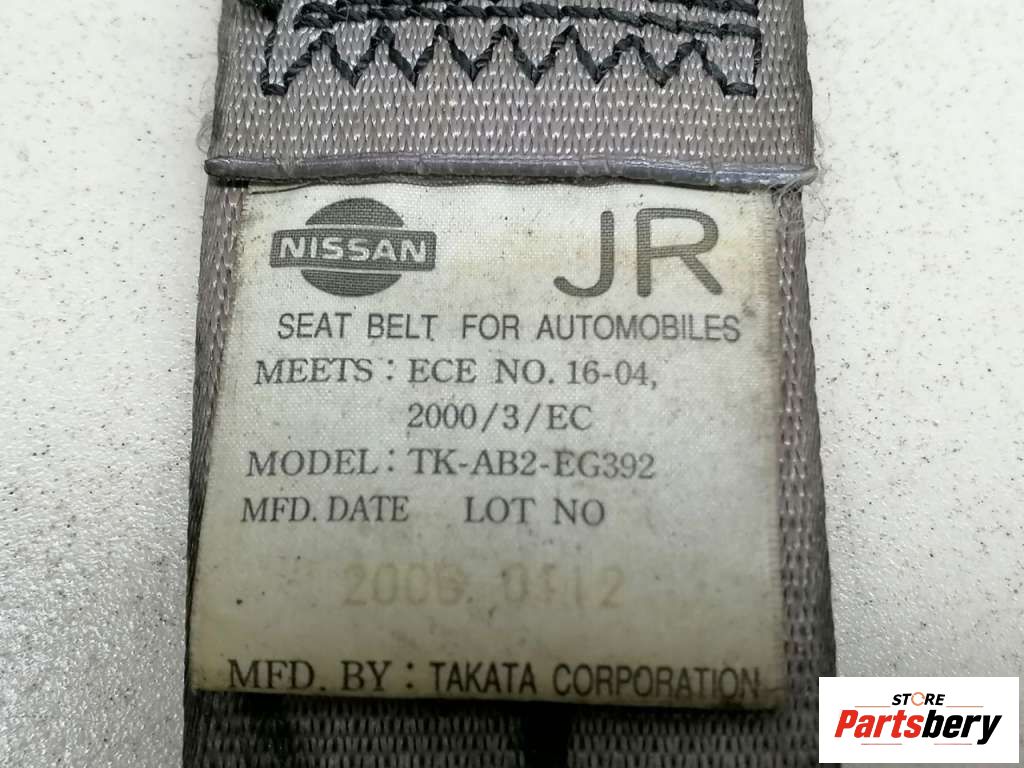 NISSAN JR
SEAT BELT FOR AUTOMOBILES
MEETS : ECE NO. 16-04,
2000/3/EC
MODEL : TK-AB2-EG392
MFD. DATE LOT NO
MFD. BY : TAKATA CORPORATION
STORE
Partsbery